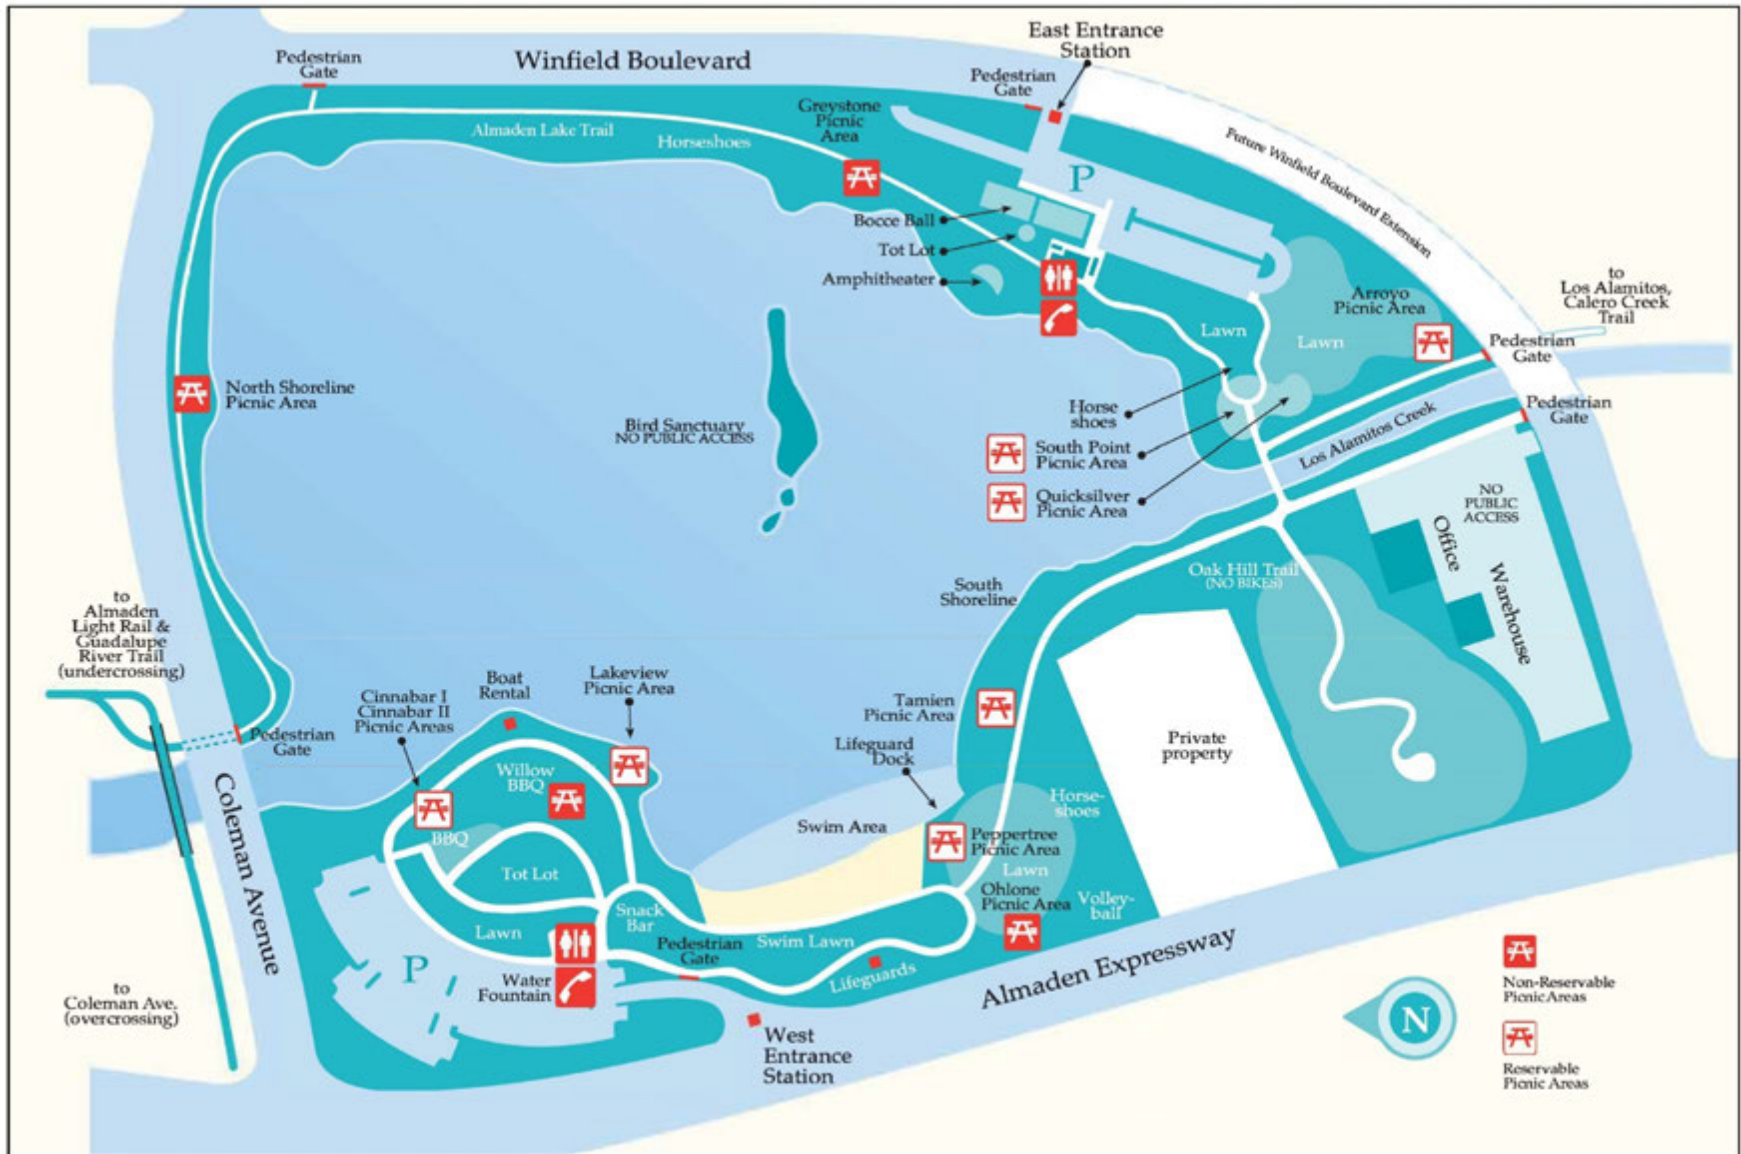 East Entrance
Station
Pedestrian
Gate
Winfield Boulevard
Pedestrian
Gate
Greystone
Picnic
Area
Almaden Lake Trail
Horseshoes
Future Winfield Boulevard Extension
P
Bocce Ball
Tot Lot
Amphitheater
to
Los Alamitos,
Calero Creek
Trail
Arroyo
Picnic Area
Lawn
Lawn
Pedestrian
Gate
North Shoreline
Picnic Area
Pedestrian
Gate
Horse
shoes
Bird Sanctuary
NO PUBLIC ACCESS
Los Alamitos Creek
South Point
Picnic Area
Quicksilver
Picnic Area
NO
PUBLIC
ACCESS
Office
Warehouse
Oak Hill Trail
(NO BIKES)
South
Shoreline
to
Almaden
Light Rail &
Guadalupe
River Trail
(undercrossing)
Boat
Rental
Lakeview
Picnic Area
Cinnabar I
Cinnabar II
Picnic Areas
Tamien
Picnic Area
Pedestrian
Gate
Lifeguard
Dock
Private
property
Willow
BBQ
Horse-
shoes
Swim Area
BBQ
Peppertree
Picnic Area
Lawn
Coleman Avenue
Tot Lot
Ohlone
Picnic Area
Volley-
ball
Snack
Bar
Lawn
Pedestrian
Gate
Swim Lawn
P
Water
Fountain
Lifeguards
Almaden Expressway
to
Coleman Ave.
(overcrossing)
West
Entrance
Station
N
Non-Reservable
Picnic Areas
Reservable
Picnic Areas